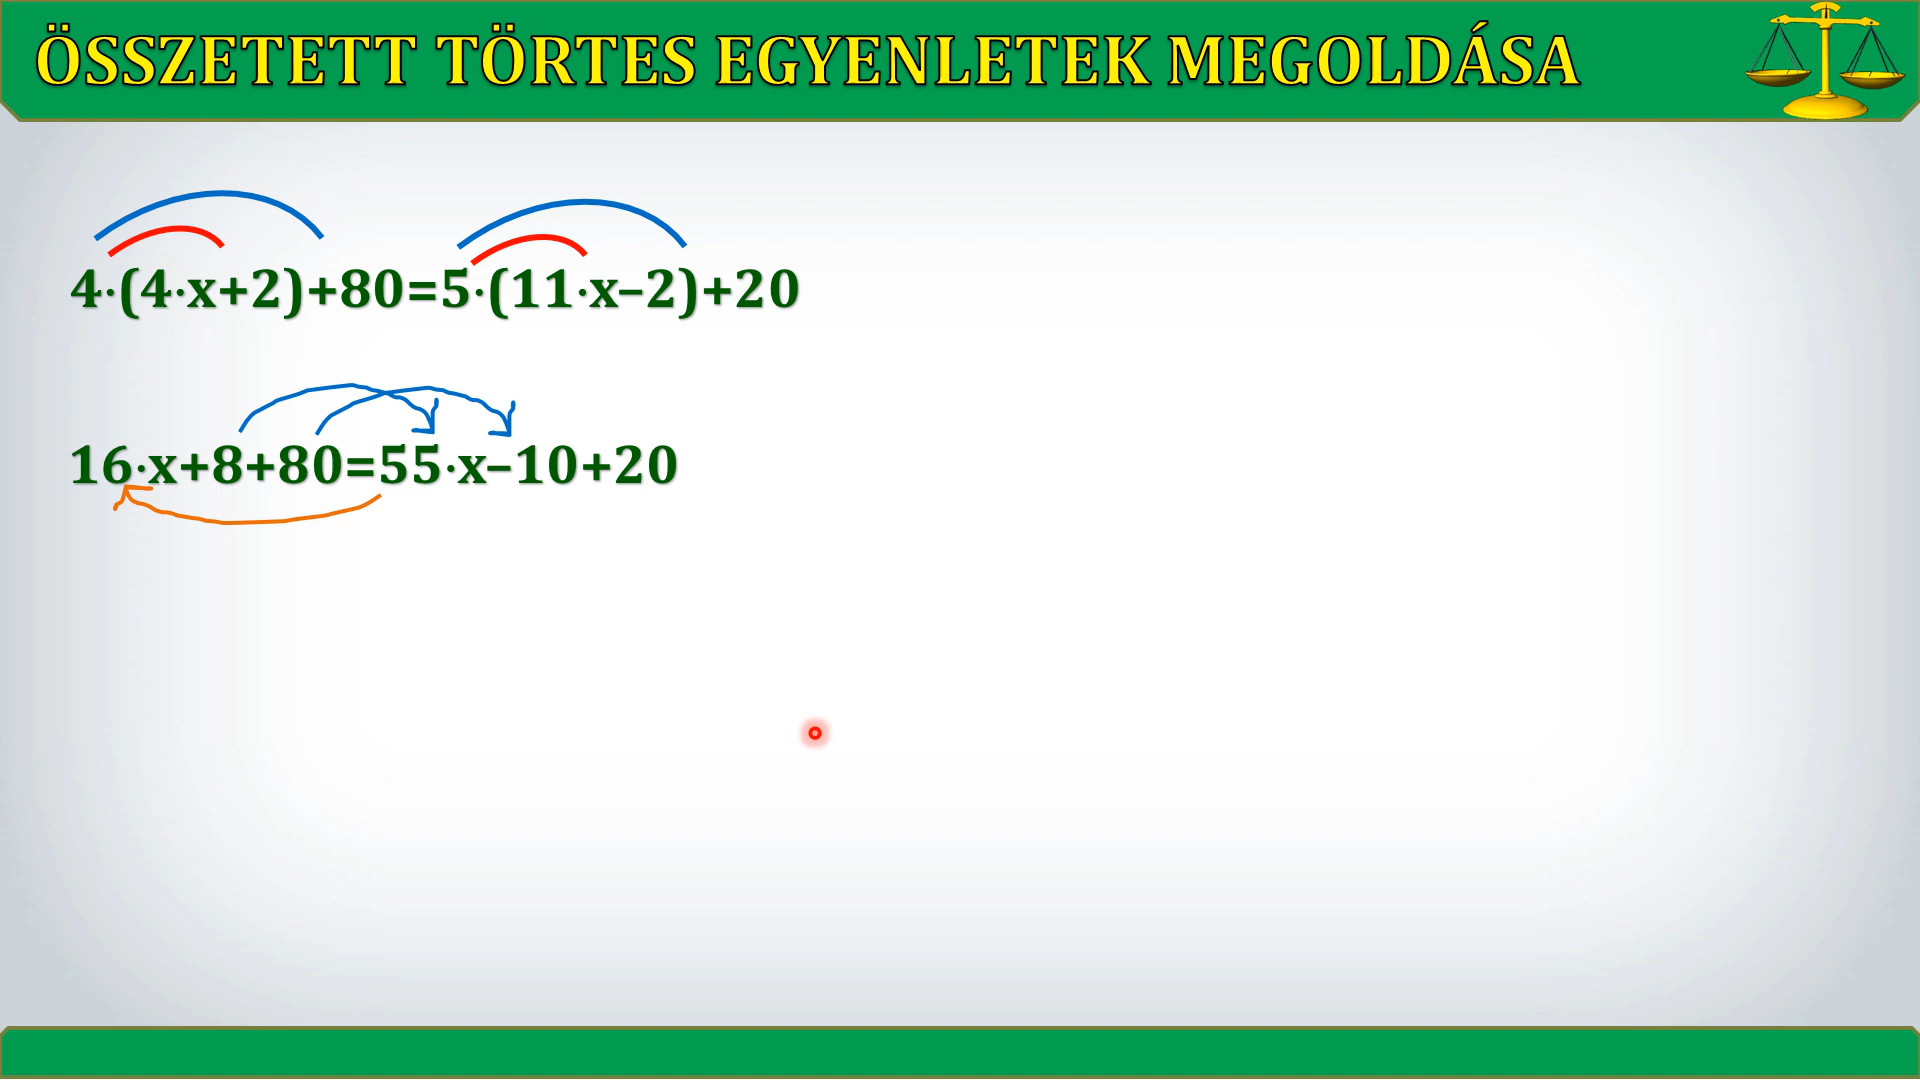 ÖSSZETETT TÖRTES EGYENLETEK MEGOLDÁSA
4·(4·x+2)+80=5·(11·x–2)+20
16·x+8+80=55·x–10+20